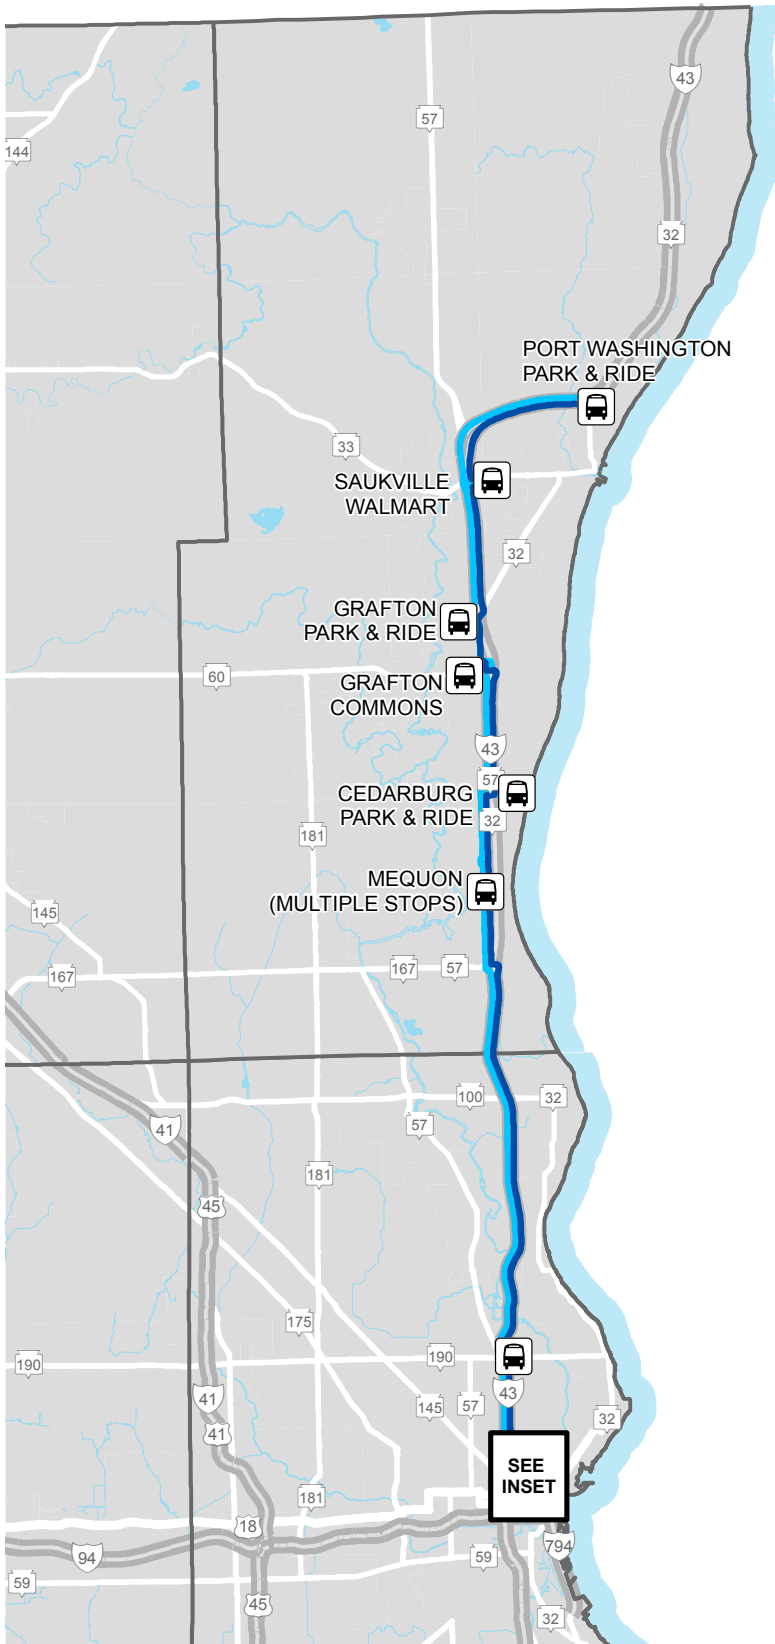 43
57
144
32
PORT WASHINGTON
PARK & RIDE
33
SAUKVILLE
WALMART
32
GRAFTON
PARK & RIDE
60
GRAFTON
COMMONS
43
57
CEDARBURG
PARK & RIDE
32
181
MEQUON
(MULTIPLE STOPS)
145
167
167
57
100
32
57
41
181
45
175
190
190
43
41
145
57
32
41
SEE
INSET
181
18
794
94
59
59
45
32